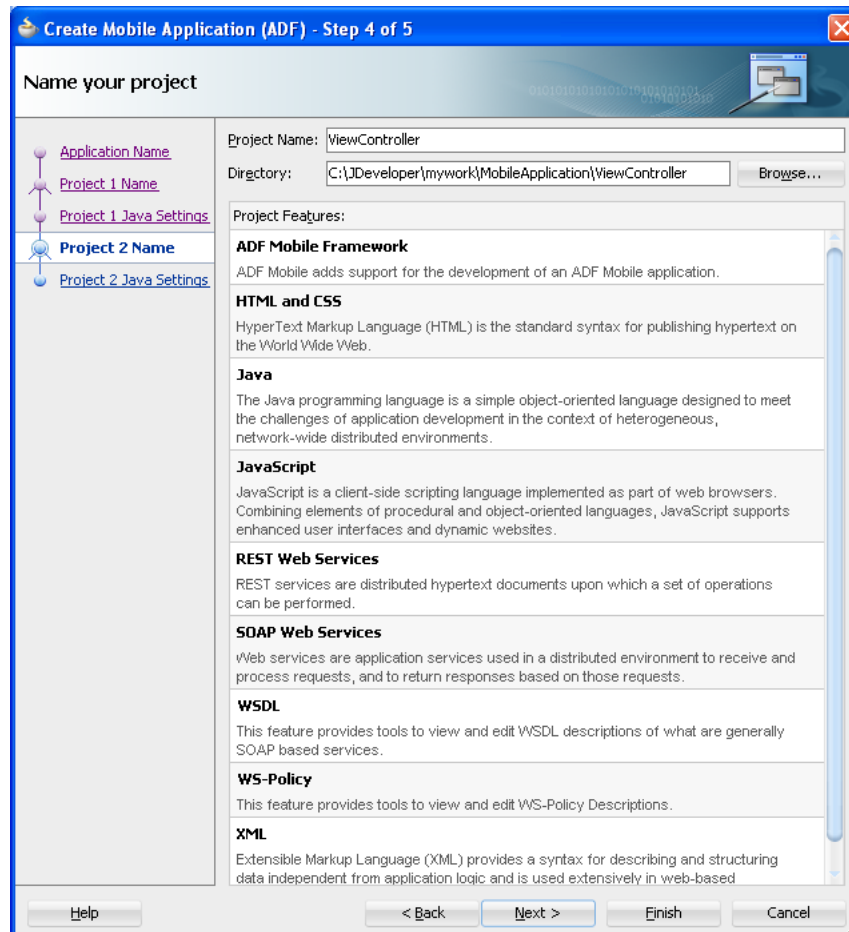 Create Mobile Application (ADF) - Step 4 of 5
Name your project
Application Name
Project 1 Name
Project 1 Java Settings
Project 2 Name
Project 2 Java Settings
Project Name: ViewController
Directory: C:\JDeveloper\mywork\MobileApplication\ViewController Browse...
Project Features:
ADF Mobile Framework
ADF Mobile adds support for the development of an ADF Mobile application.
HTML and CSS
HyperText Markup Language (HTML) is the standard syntax for publishing hypertext on
the World Wide Web.
Java
The Java programming language is a simple object-oriented language designed to meet
the challenges of application development in the context of heterogeneous,
network-wide distributed environments.
JavaScript
JavaScript is a client-side scripting language implemented as part of web browsers.
Combining elements of procedural and object-oriented languages, JavaScript supports
enhanced user interfaces and dynamic websites.
REST Web Services
REST services are distributed hypertext documents upon which a set of operations
can be performed.
SOAP Web Services
Web services are application services used in a distributed environment to receive and
process requests, and to return responses based on those requests.
WSDL
This feature provides tools to view and edit WSDL descriptions of what are generally
SOAP based services.
WS-Policy
This feature provides tools to view and edit WS-Policy Descriptions.
XML
Extensible Markup Language (XML) provides a syntax for describing and structuring
data independent from application logic and is used extensively in web-based
Help < Back Next > Finish Cancel